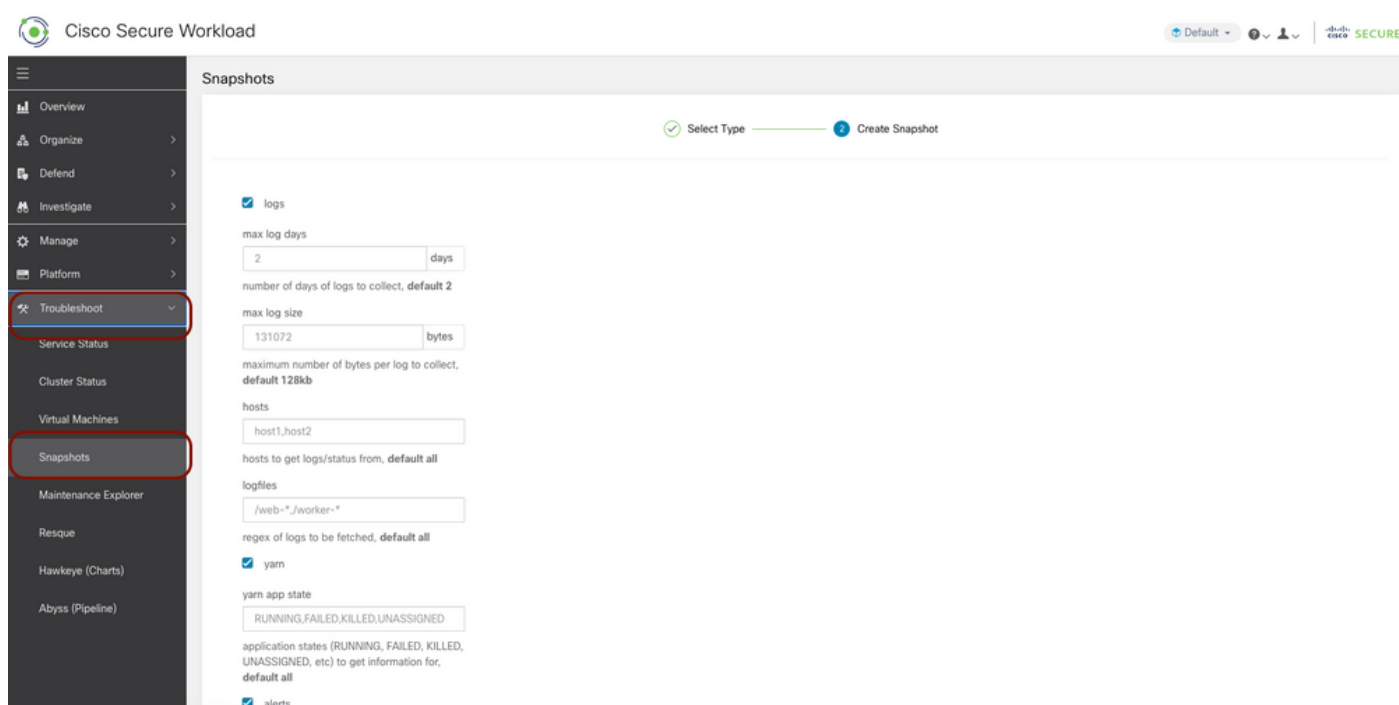 Cisco Secure Workload
Default
CISCO SECURE
Snapshots
Overview
Organize
Defend
Investigate
Manage
Platform
Troubleshoot
Service Status
Cluster Status
Virtual Machines
Snapshots
Maintenance Explorer
Resque
Hawkeye (Charts)
Abyss (Pipeline)
Select Type
2 Create Snapshot
logs
max log days
2 days
number of days of logs to collect, default 2
max log size
131072 bytes
maximum number of bytes per log to collect,
default 128kb
hosts
host1,host2
hosts to get logs/status from, default all
logfiles
/web-*,/worker-*
regex of logs to be fetched, default all
yarn
yarn app state
RUNNING,FAILED,KILLED,UNASSIGNED
application states (RUNNING, FAILED, KILLED,
UNASSIGNED, etc) to get information for,
default all
alerts